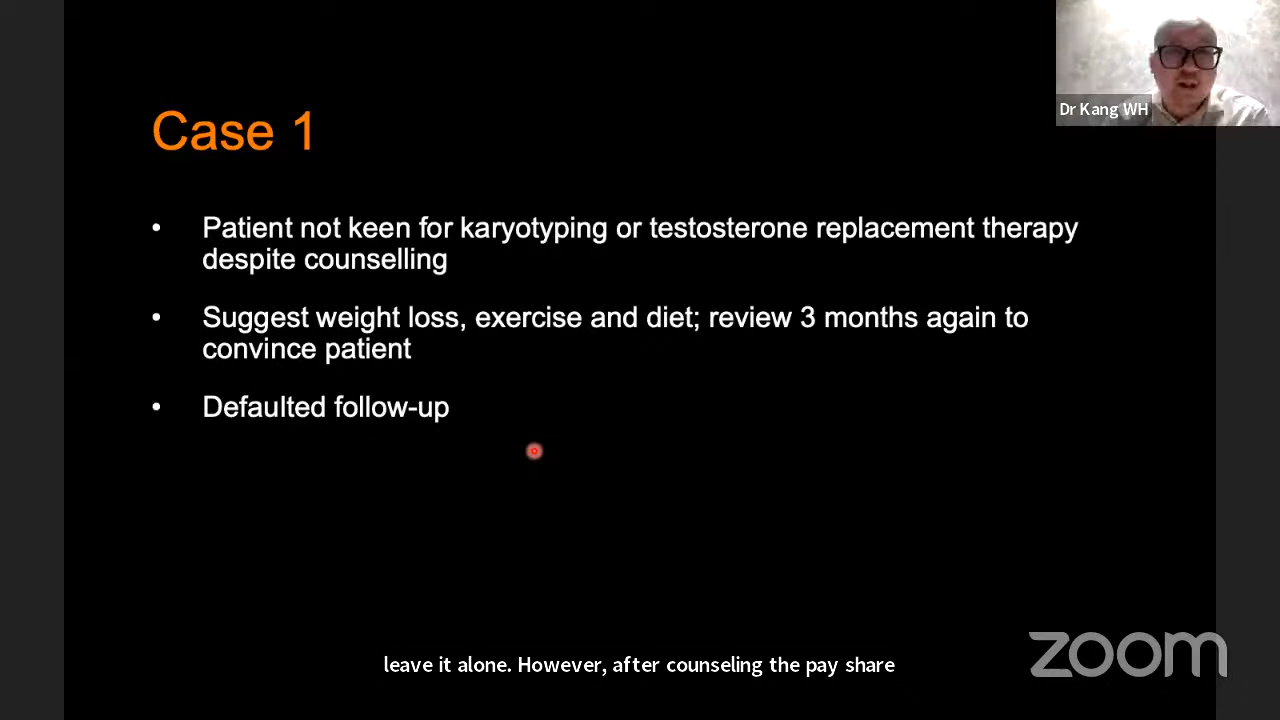 Dr Kang WH
Case 1
• Patient not keen for karyotyping or testosterone replacement therapy
despite counselling
• Suggest weight loss, exercise and diet; review 3 months again to
convince patient
• Defaulted follow-up
leave it alone. However, after counseling the pay share
zoom